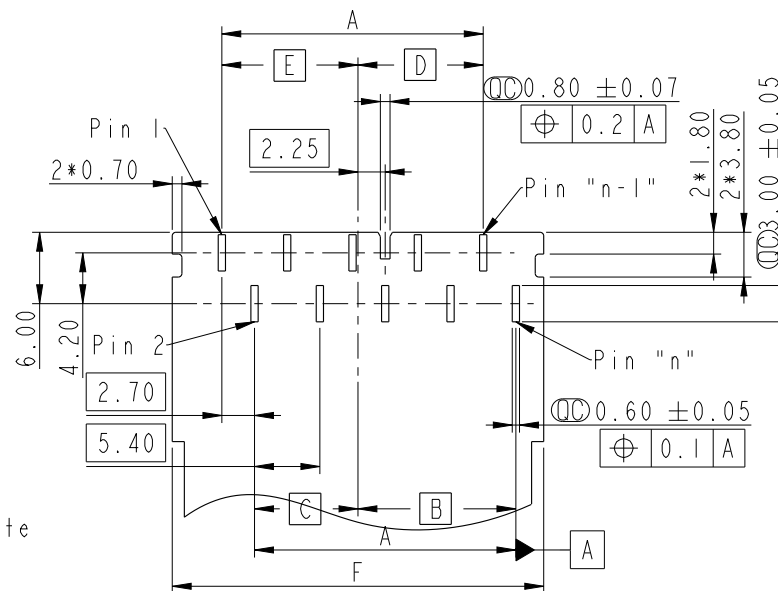 A
E
D
QC 0.80 ±0.07
⌖ 0.2 A
2.25
Pin 1
2*0.70
Pin "n-1"
2*1.80
2*3.80
QC 3.00 ±0.05
6.00
4.20
Pin 2
Pin "n"
2.70
QC 0.60 ±0.05
⌖ 0.1 A
5.40
C
B
te
A
A
F